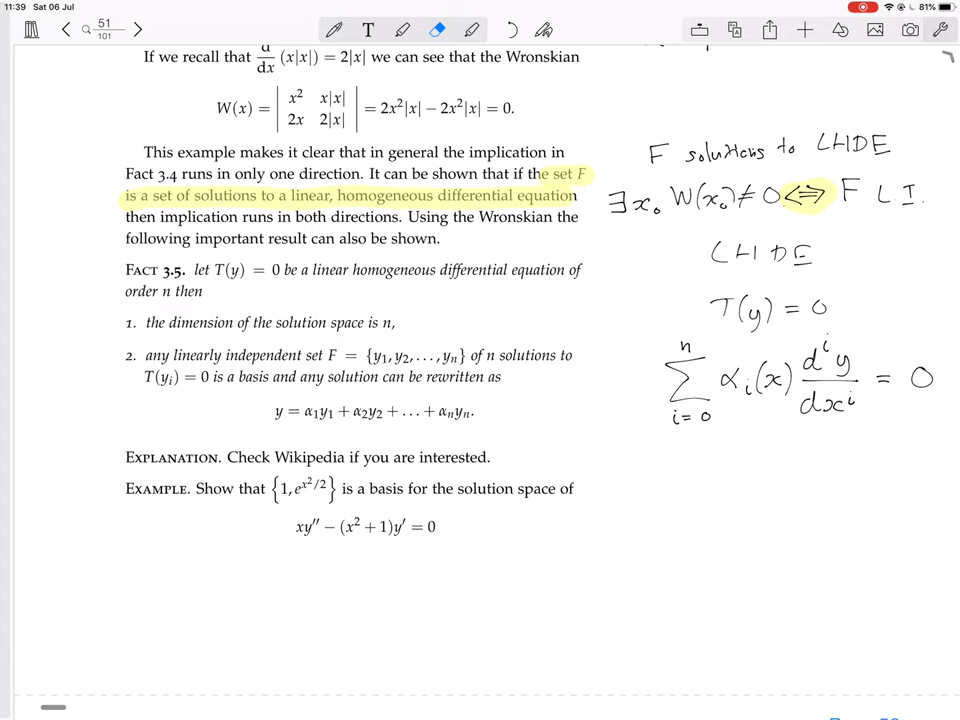 11:39 Sat 06 Jul
81%
51
101
T
If we recall that d/dx (x|x|) = 2|x| we can see that the Wronskian
W(x) = | x² x|x| |
| 2x 2|x| | = 2x²|x| − 2x²|x| = 0.
This example makes it clear that in general the implication in
Fact 3.4 runs in only one direction. It can be shown that if the set F
is a set of solutions to a linear, homogeneous differential equation
then implication runs in both directions. Using the Wronskian the
following important result can also be shown.
FACT 3.5. let T(y) = 0 be a linear homogeneous differential equation of
order n then
1. the dimension of the solution space is n,
2. any linearly independent set F = {y₁, y₂, . . . , yₙ} of n solutions to
T(yᵢ) = 0 is a basis and any solution can be rewritten as
y = α₁y₁ + α₂y₂ + . . . + αₙyₙ.
EXPLANATION. Check Wikipedia if you are interested.
EXAMPLE. Show that {1, e^{x²/2}} is a basis for the solution space of
xy″ − (x² + 1)y′ = 0
F solutions to LHDE
∃x₀ W(x₀) ≠ 0 ⟺ F L.I.
LHDE
T(y) = 0
n
∑ αᵢ(x) dⁱy/dxⁱ = 0
i=0